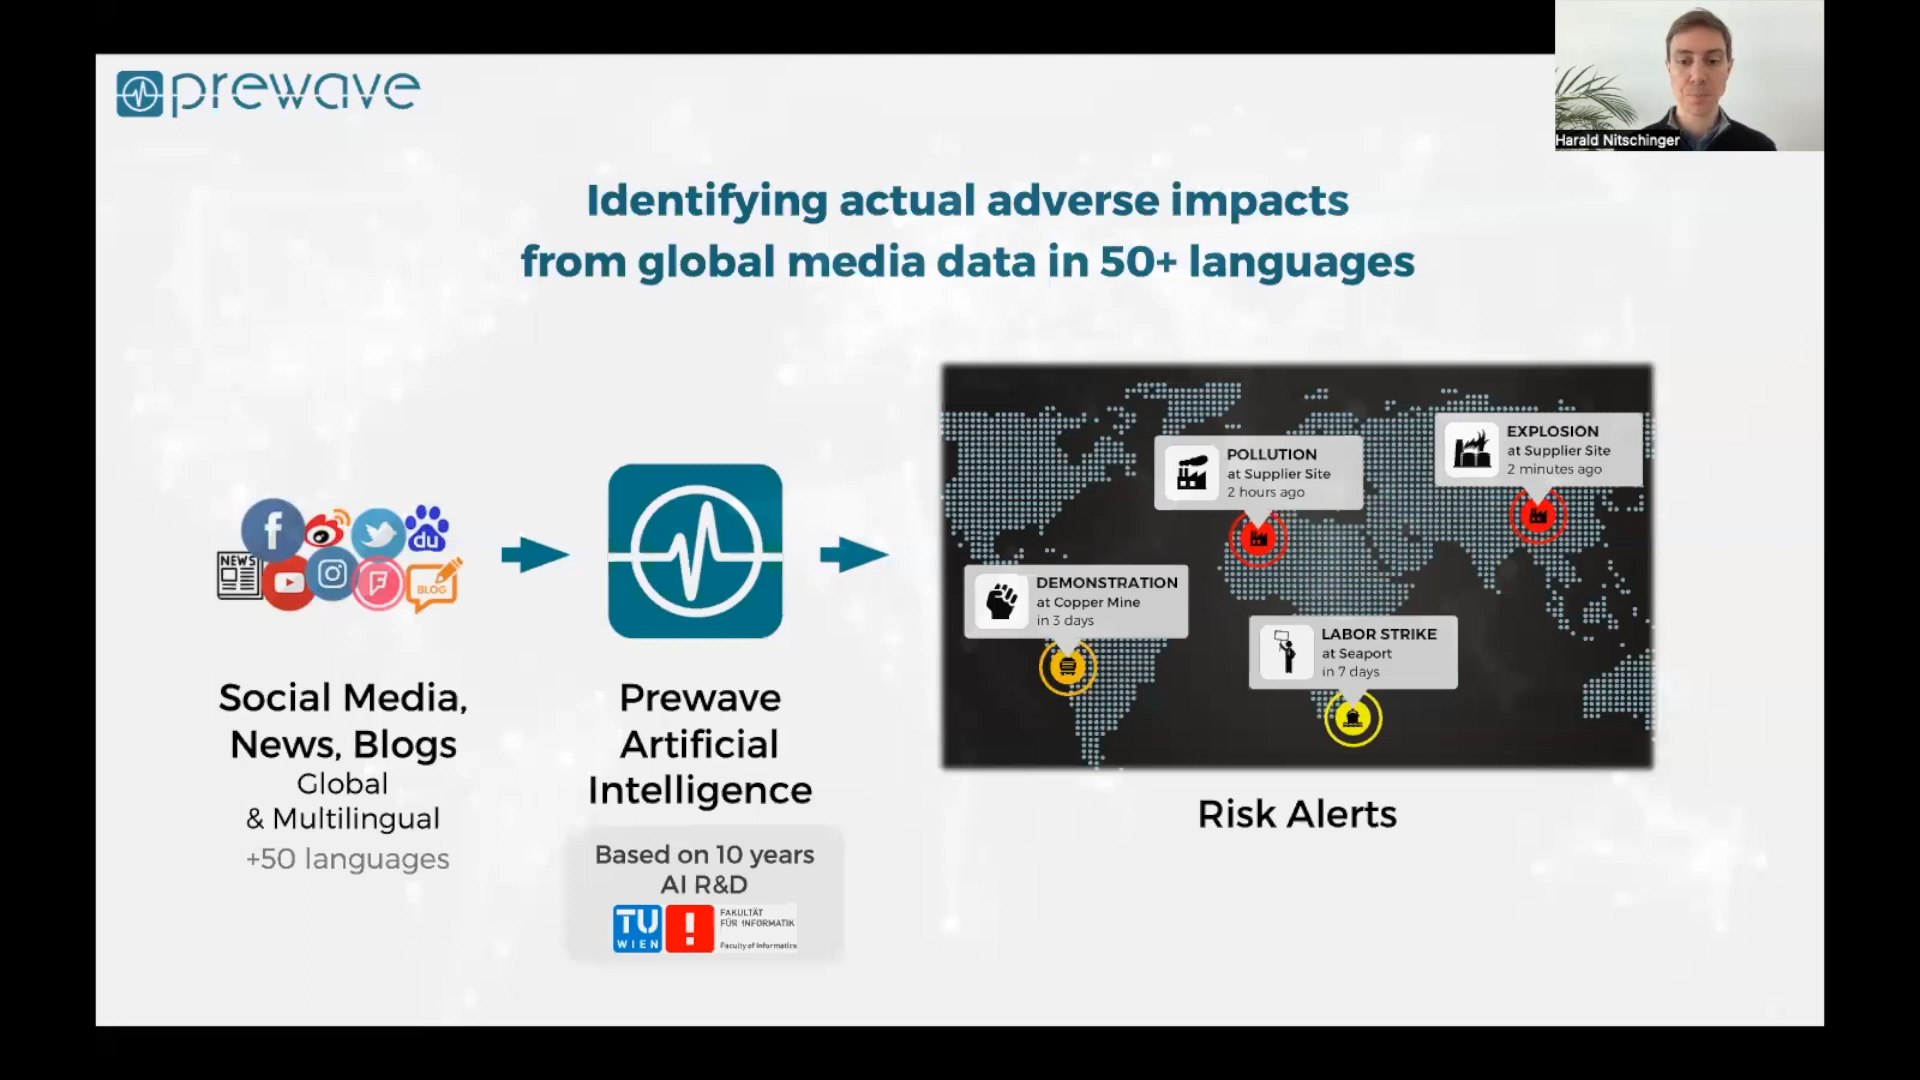 prewave
Harald Nitschinger
Identifying actual adverse impacts
from global media data in 50+ languages
f
du
NEWS
BLOG
Social Media,
News, Blogs
Global
& Multilingual
+50 languages
Prewave
Artificial
Intelligence
Based on 10 years
AI R&D
TU
WIEN
!
FAKULTÄT
FÜR INFORMATIK
Faculty of Informatics
EXPLOSION
at Supplier Site
2 minutes ago
POLLUTION
at Supplier Site
2 hours ago
DEMONSTRATION
at Copper Mine
in 3 days
LABOR STRIKE
at Seaport
in 7 days
Risk Alerts